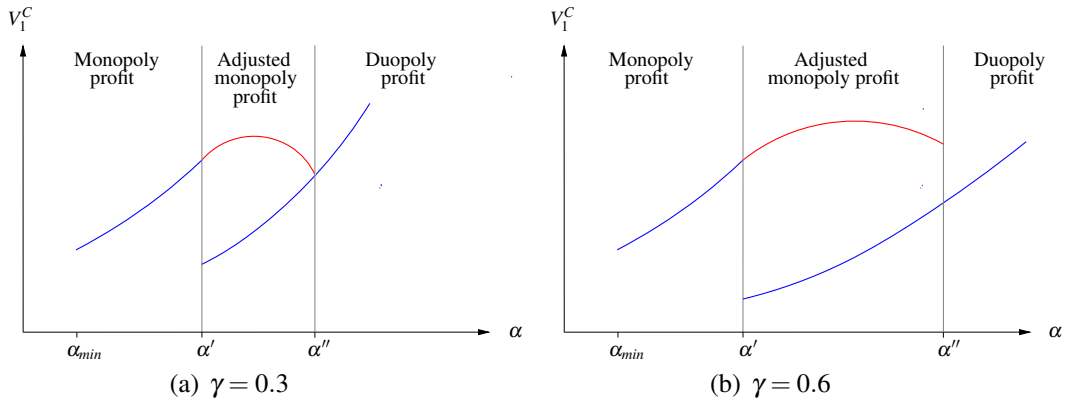 V_1^C
Monopoly
profit
Adjusted
monopoly
profit
Duopoly
profit
α
α_min
α′
α″
(a) γ = 0.3
V_1^C
Monopoly
profit
Adjusted
monopoly profit
Duopoly
profit
α
α_min
α′
α″
(b) γ = 0.6